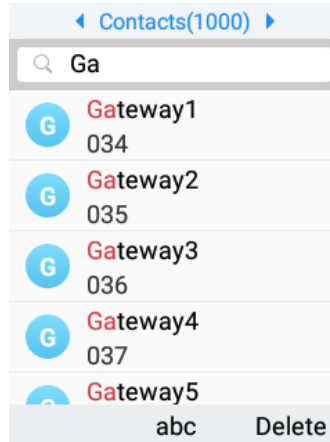 Contacts(1000)
Ga
G
Gateway1
034
G
Gateway2
035
G
Gateway3
036
G
Gateway4
037
Gateway5
abc Delete